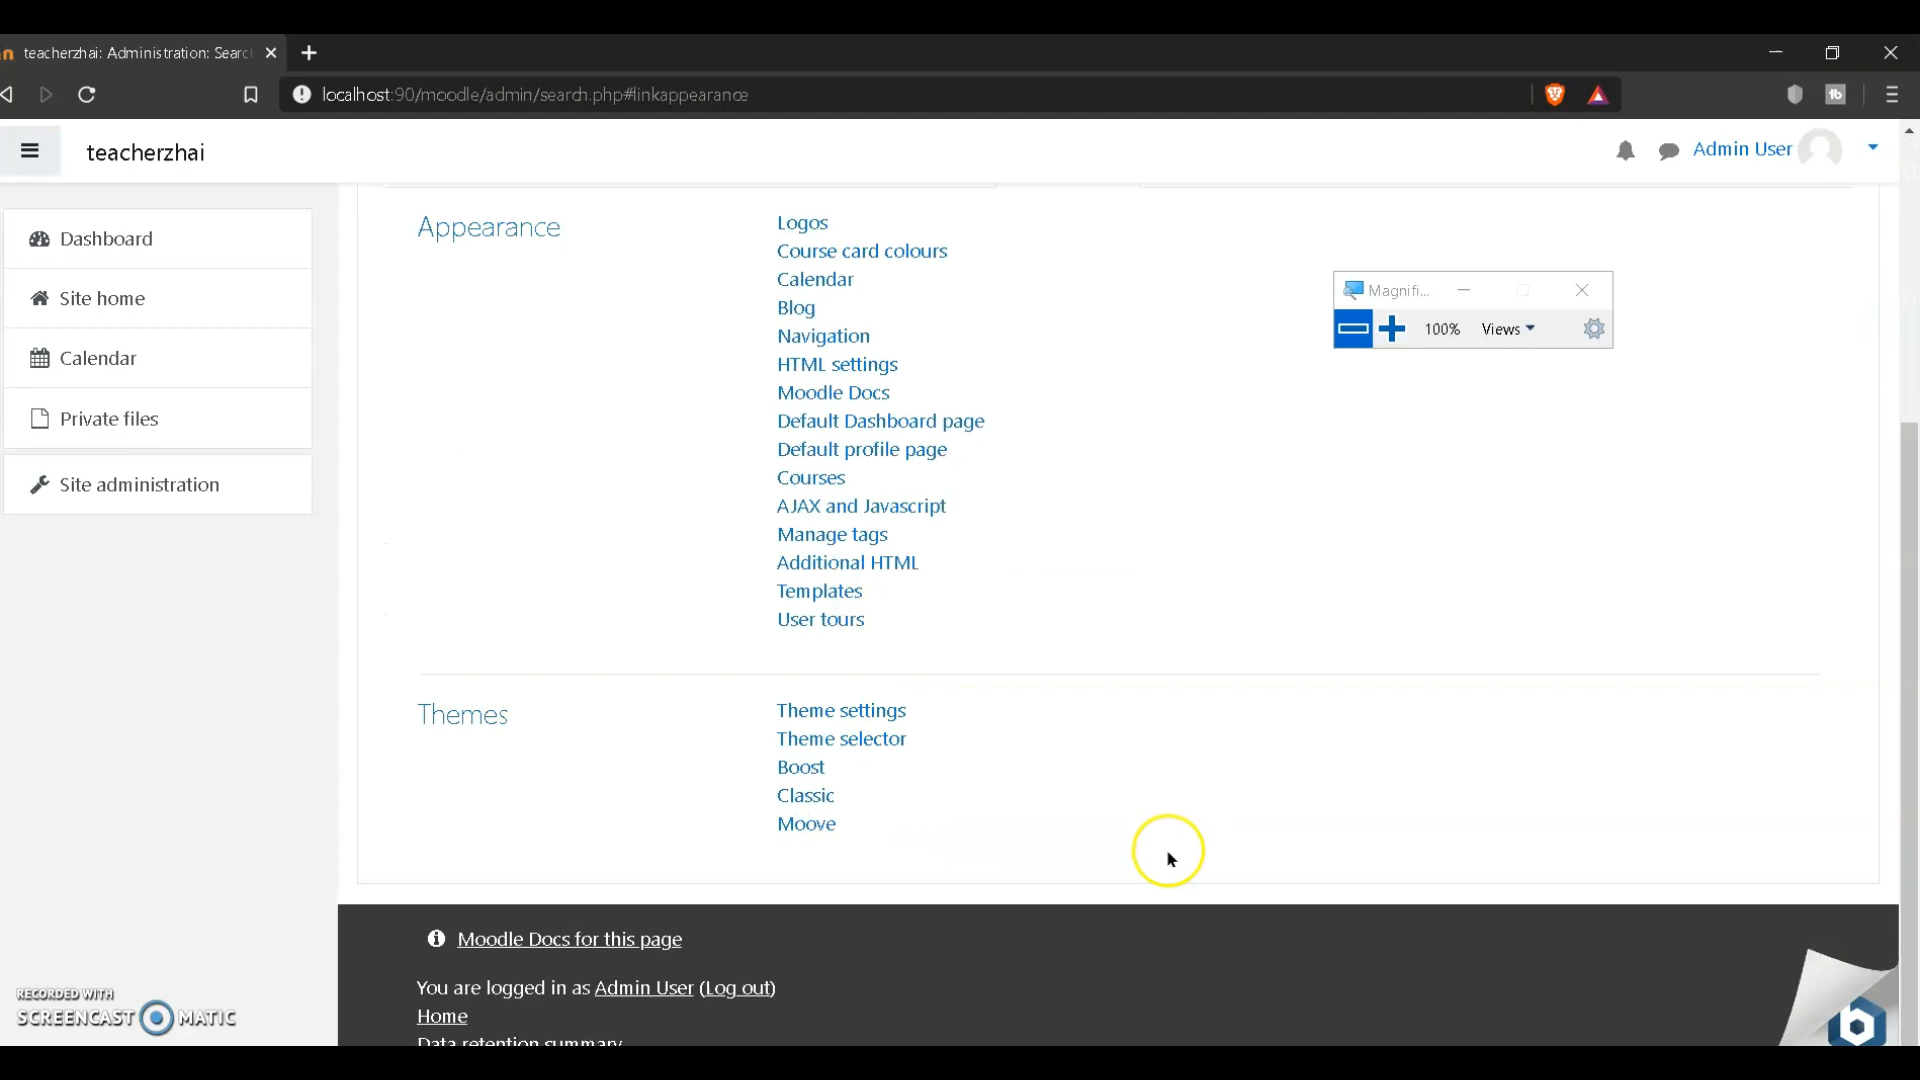 teacherzhai: Administration: Searc
localhost:90/moodle/admin/search.php#linkappearance
teacherzhai
Admin User
Dashboard
Site home
Calendar
Private files
Site administration
Appearance
Logos
Course card colours
Calendar
Blog
Navigation
HTML settings
Moodle Docs
Default Dashboard page
Default profile page
Courses
AJAX and Javascript
Manage tags
Additional HTML
Templates
User tours
Magnifi...
100% Views
Themes
Theme settings
Theme selector
Boost
Classic
Moove
Moodle Docs for this page
You are logged in as Admin User (Log out)
Home
Data retention summary
RECORDED WITH
SCREENCAST MATIC